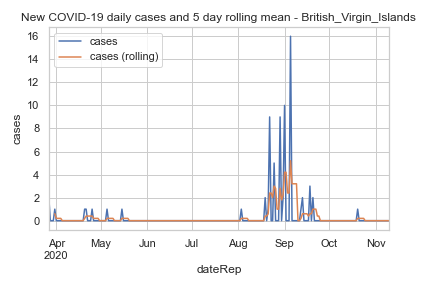 New COVID-19 daily cases and 5 day rolling mean - British_Virgin_Islands
cases
cases (rolling)
16
14
12
10
8
6
4
2
0
cases
Apr May Jun Jul Aug Sep Oct Nov
2020
dateRep